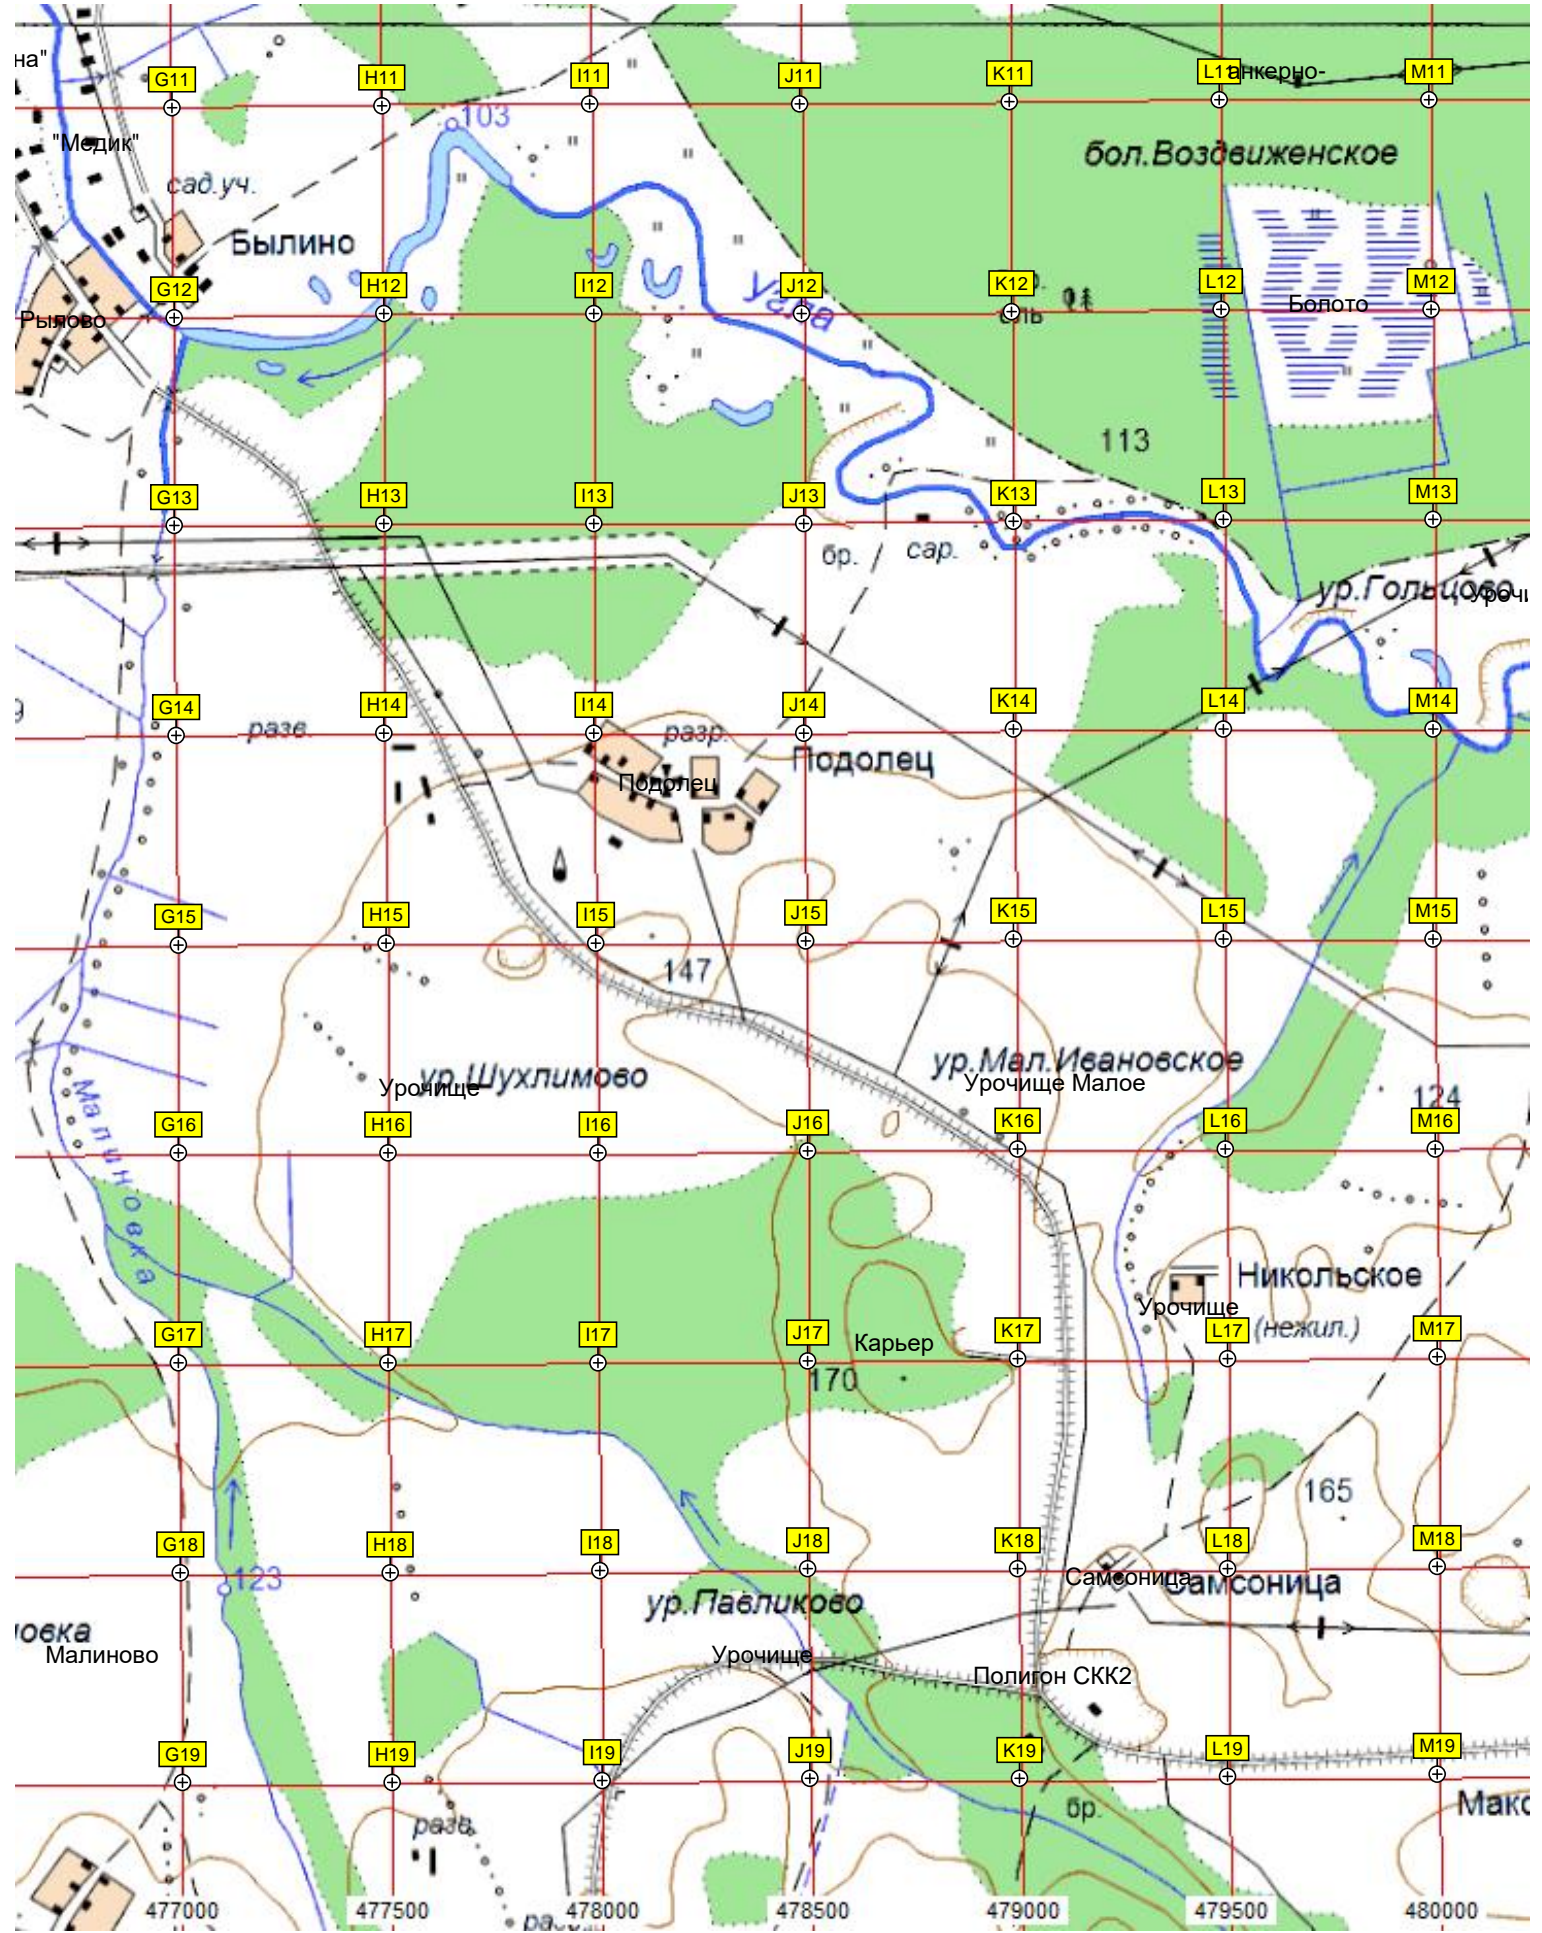 на"
G11
H11
I11
J11
K11
L11
анкерно-
M11
103
"Медик"
бол.Воздвиженское
сад.уч.
Былино
G12
H12
I12
J12
K12
L12
M12
Болото
Рылово
113
G13
H13
I13
J13
K13
L13
M13
бр.
сар.
ур.Гольцово
G14
H14
I14
J14
K14
L14
M14
разв.
разр.
Подолец
Подолец
G15
H15
I15
J15
K15
L15
M15
147
ур.Шухлимово
Урочище
ур.Мал.Ивановское
Урочище Малое
124
Малиновка
G16
H16
I16
J16
K16
L16
M16
Никольское
Урочище
(нежил.)
G17
H17
I17
J17
Карьер
K17
L17
M17
170
165
G18
H18
I18
J18
K18
L18
M18
123
Самсоница
Самсоница
ур.Павликово
овка
Малиново
Урочище
Полигон СКК2
G19
H19
I19
J19
K19
L19
M19
разв.
бр.
Макс
477000
477500
478000
478500
479000
479500
480000